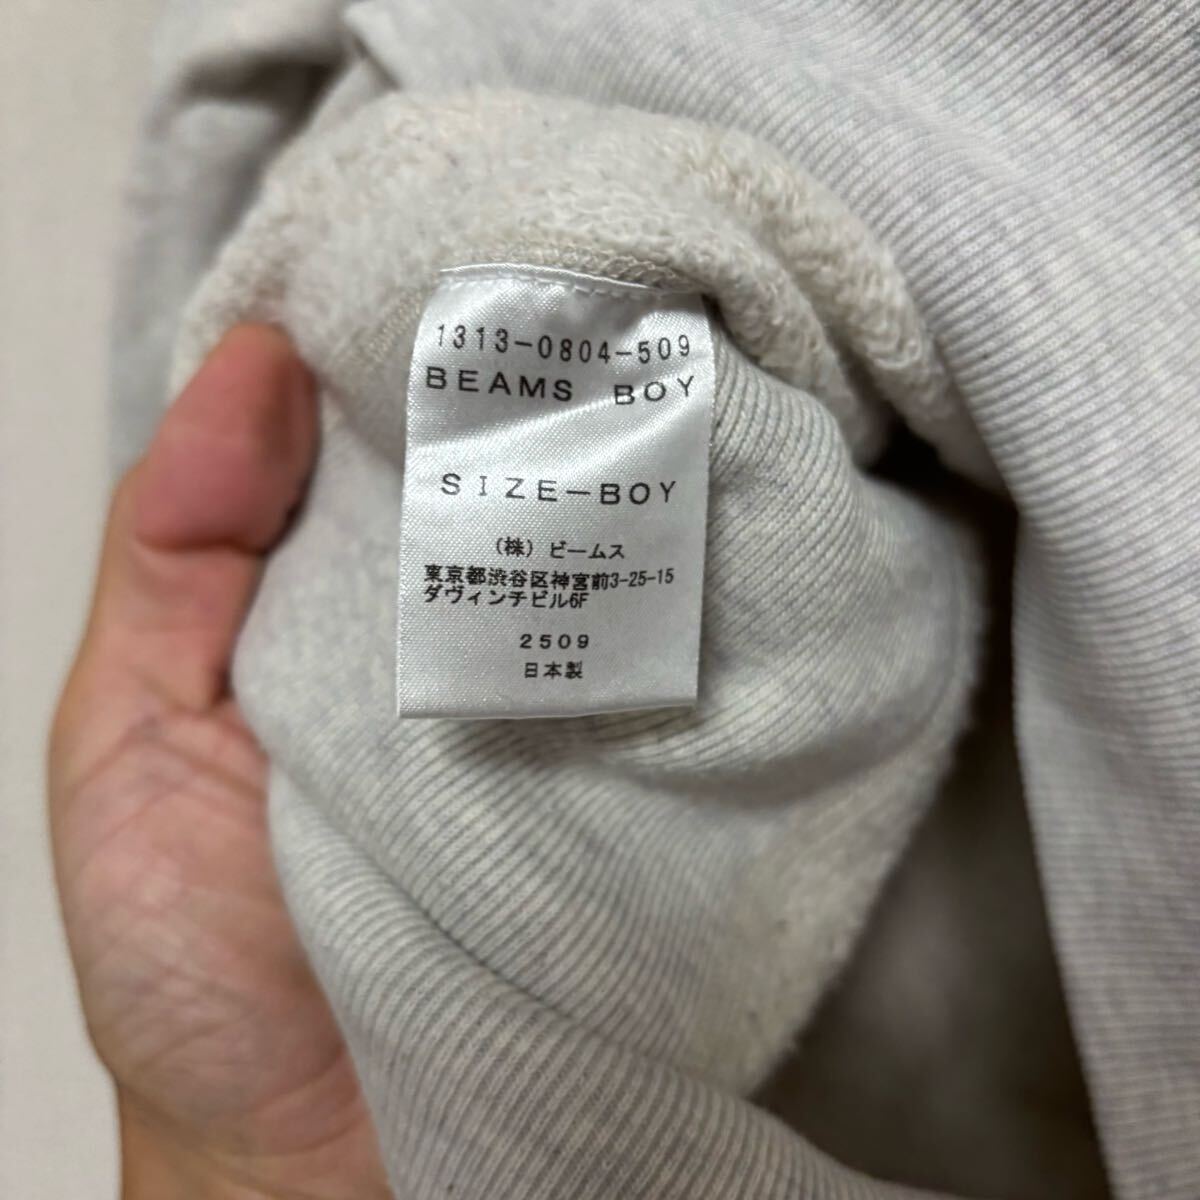 1313-0804-509
BEAMS BOY
SIZE-BOY
(株) ビームス
東京都渋谷区神宮前3-25-15
ダヴィンチビル6F
2509
日本製